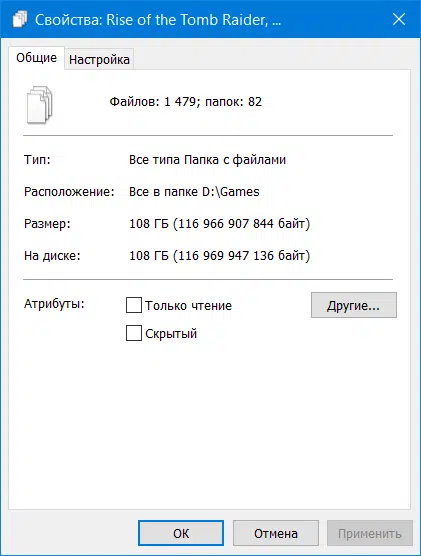 Свойства: Rise of the Tomb Raider, ...
Общие Настройка
Файлов: 1 479; папок: 82
Тип: Все типа Папка с файлами
Расположение: Все в папке D:\Games
Размер: 108 ГБ (116 966 907 844 байт)
На диске: 108 ГБ (116 969 947 136 байт)
Атрибуты: Только чтение Другие...
Скрытый
ОК Отмена Применить